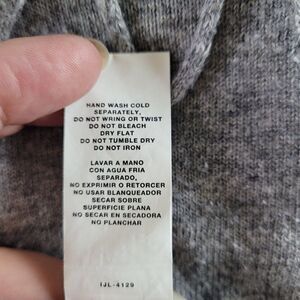 HAND WASH COLD
SEPARATELY,
DO NOT WRING OR TWIST
DO NOT BLEACH
DRY FLAT
DO NOT TUMBLE DRY
DO NOT IRON
LAVAR A MANO
CON AGUA FRIA
SEPARADO,
NO EXPRIMIR O RETORCER
NO USAR BLANQUEADOR
SECAR SOBRE
SUPERFICIE PLANA
NO SECAR EN SECADORA
NO PLANCHAR
IJL-4129